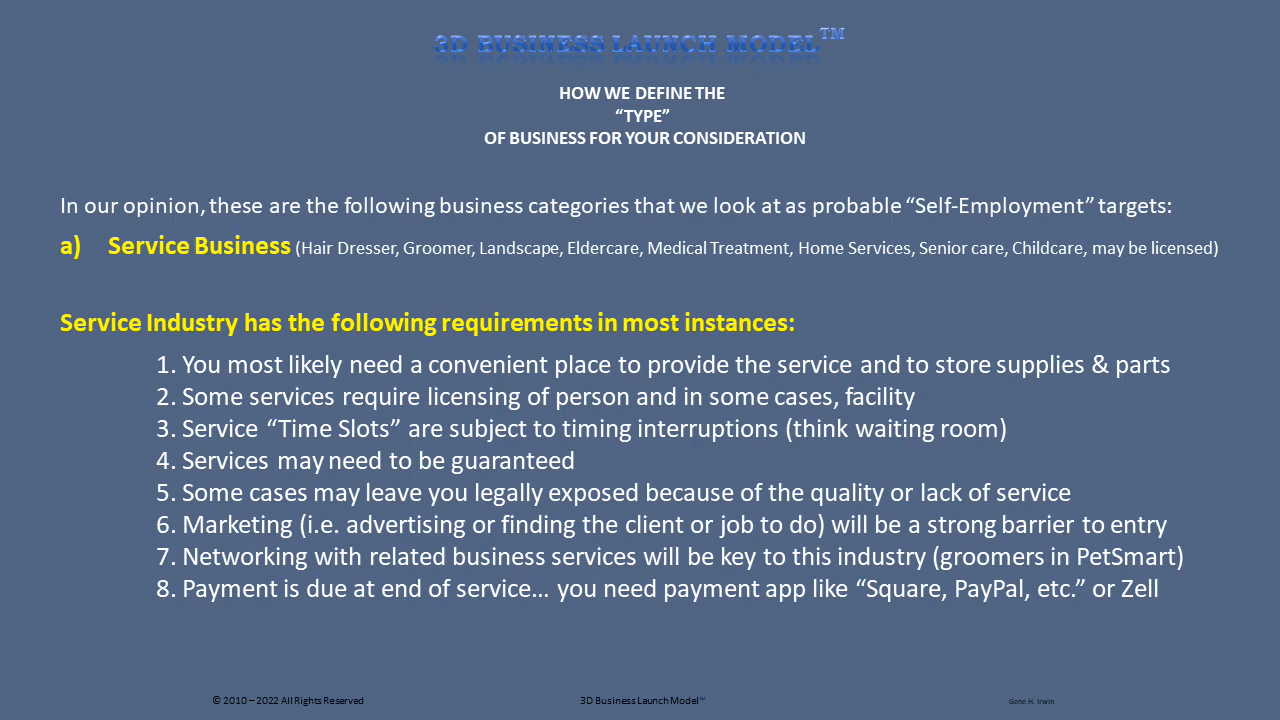 3D BUSINESS LAUNCH MODEL™
HOW WE DEFINE THE
“TYPE”
OF BUSINESS FOR YOUR CONSIDERATION
In our opinion, these are the following business categories that we look at as probable “Self-Employment” targets:
a) Service Business (Hair Dresser, Groomer, Landscape, Eldercare, Medical Treatment, Home Services, Senior care, Childcare, may be licensed)
Service Industry has the following requirements in most instances:
1. You most likely need a convenient place to provide the service and to store supplies & parts
2. Some services require licensing of person and in some cases, facility
3. Service “Time Slots” are subject to timing interruptions (think waiting room)
4. Services may need to be guaranteed
5. Some cases may leave you legally exposed because of the quality or lack of service
6. Marketing (i.e. advertising or finding the client or job to do) will be a strong barrier to entry
7. Networking with related business services will be key to this industry (groomers in PetSmart)
8. Payment is due at end of service… you need payment app like “Square, PayPal, etc.” or Zell
© 2010 – 2022 All Rights Reserved 3D Business Launch Model™ Gene H. Irwin